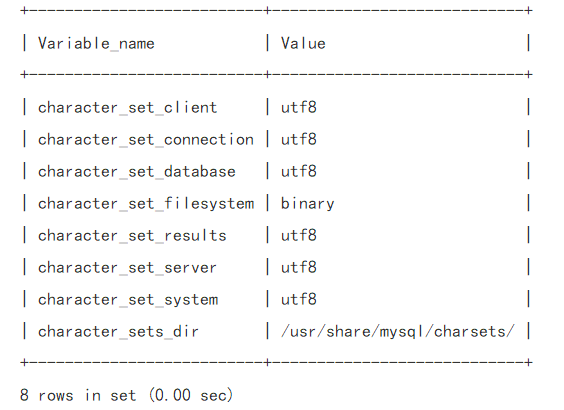 +--------------------------+----------------------------+
| Variable_name            | Value                      |
+--------------------------+----------------------------+
| character_set_client     | utf8                       |
| character_set_connection | utf8                       |
| character_set_database   | utf8                       |
| character_set_filesystem | binary                     |
| character_set_results    | utf8                       |
| character_set_server     | utf8                       |
| character_set_system     | utf8                       |
| character_sets_dir       | /usr/share/mysql/charsets/ |
+--------------------------+----------------------------+
8 rows in set (0.00 sec)